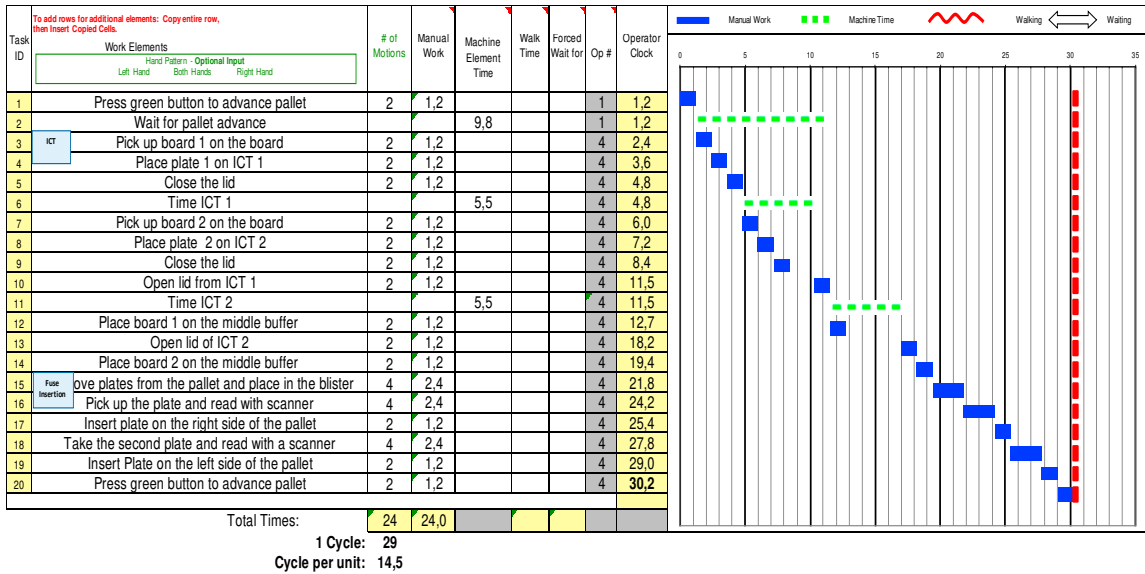 To add rows for additional elements: Copy entire row, then Insert Copied Cells.
Task ID
Work Elements
Hand Pattern - Optional Input
Left Hand Both Hands Right Hand
# of Motions
Manual Work
Machine Element Time
Walk Time
Forced Wait for
Op #
Operator Clock
Manual Work Machine Time Walking Waiting
0 5 10 15 20 25 30 35
1 Press green button to advance pallet 2 1,2 1 1,2
2 Wait for pallet advance 9,8 1 1,2
ICT
3 Pick up board 1 on the board 2 1,2 4 2,4
4 Place plate 1 on ICT 1 2 1,2 4 3,6
5 Close the lid 2 1,2 4 4,8
6 Time ICT 1 5,5 4 4,8
7 Pick up board 2 on the board 2 1,2 4 6,0
8 Place plate 2 on ICT 2 2 1,2 4 7,2
9 Close the lid 2 1,2 4 8,4
10 Open lid from ICT 1 2 1,2 4 11,5
11 Time ICT 2 5,5 4 11,5
12 Place board 1 on the middle buffer 2 1,2 4 12,7
13 Open lid of ICT 2 2 1,2 4 18,2
14 Place board 2 on the middle buffer 2 1,2 4 19,4
Fuse Insertion
15 ove plates from the pallet and place in the blister 4 2,4 4 21,8
16 Pick up the plate and read with scanner 4 2,4 4 24,2
17 Insert plate on the right side of the pallet 2 1,2 4 25,4
18 Take the second plate and read with a scanner 4 2,4 4 27,8
19 Insert Plate on the left side of the pallet 2 1,2 4 29,0
20 Press green button to advance pallet 2 1,2 4 30,2
Total Times: 24 24,0
1 Cycle: 29
Cycle per unit: 14,5